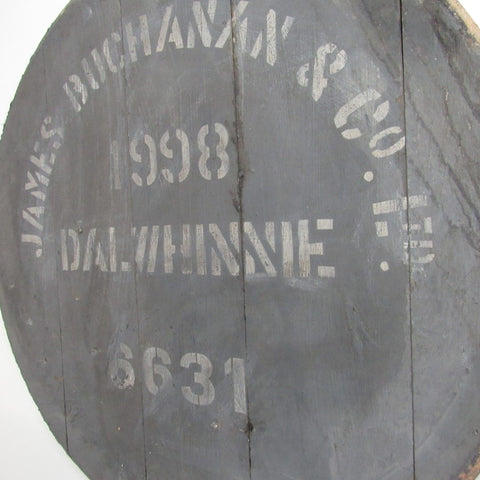 JAMES BUCHANAN & Co. LTD.
1998
DALWHINNIE
6631